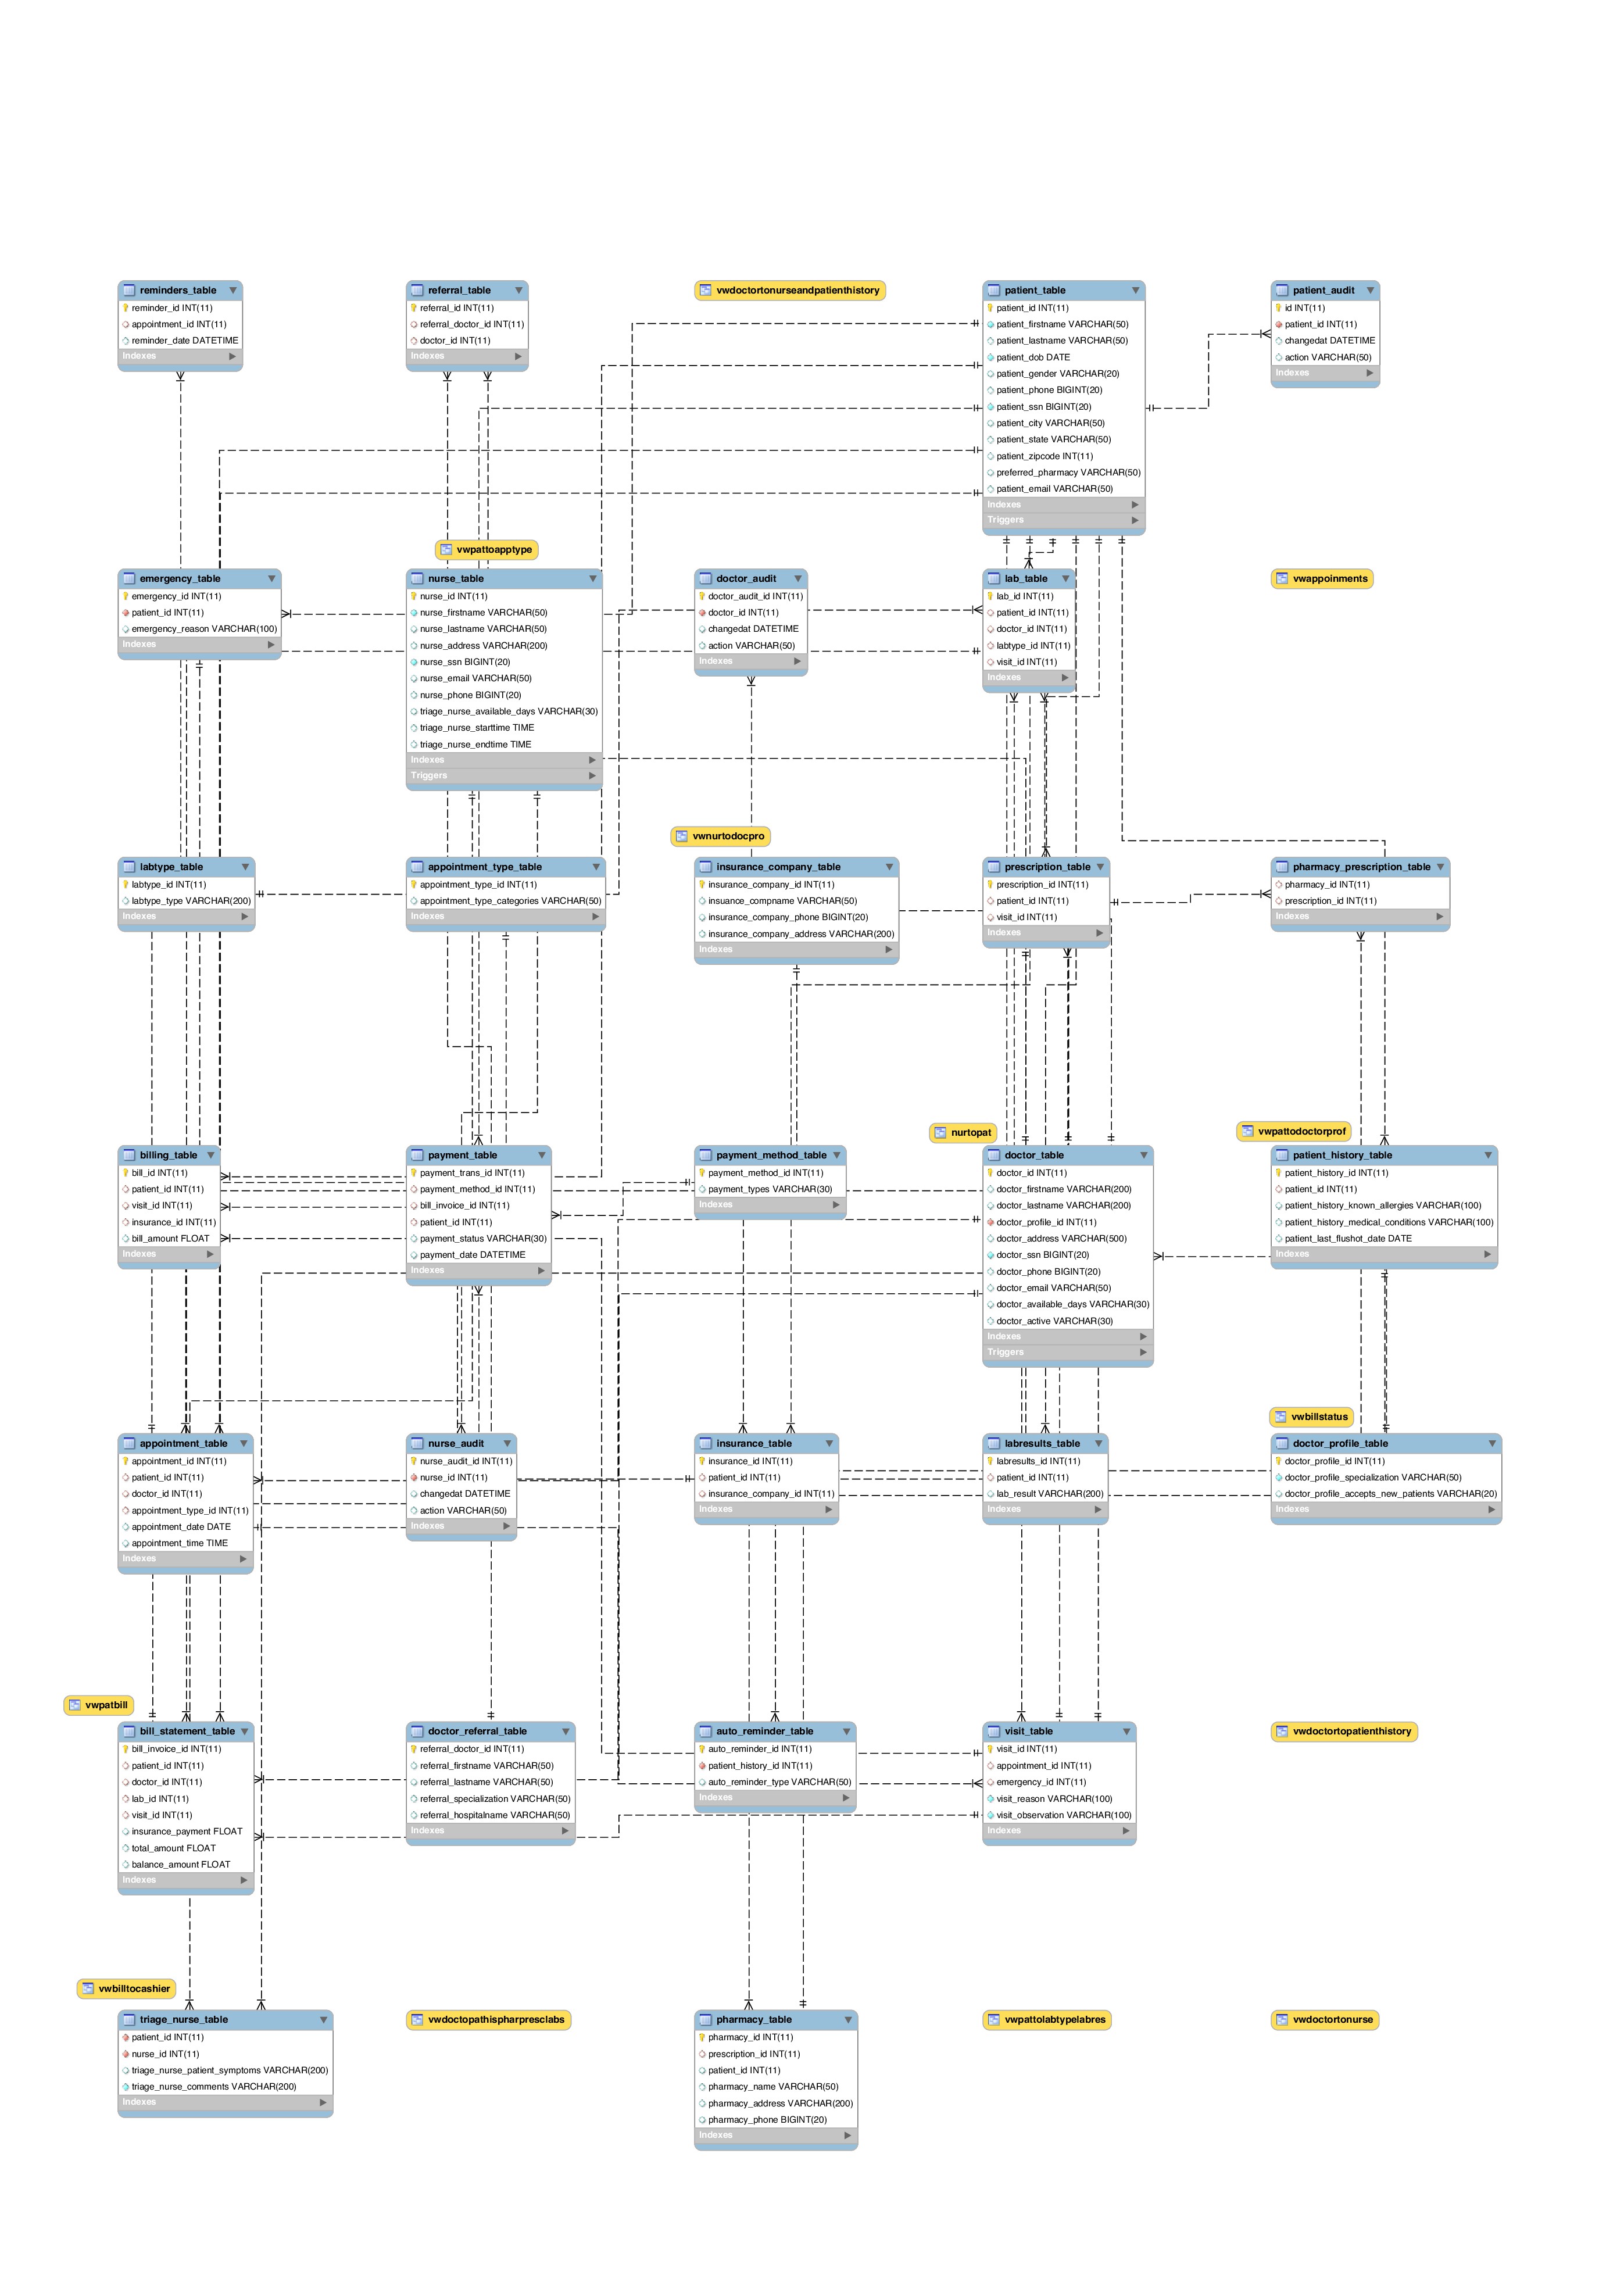 reminders_table
reminder_id INT(11)
appointment_id INT(11)
reminder_date DATETIME
Indexes
referral_table
referral_id INT(11)
referral_doctor_id INT(11)
doctor_id INT(11)
Indexes
vwdoctortonurseandpatienthistory
patient_table
patient_id INT(11)
patient_firstname VARCHAR(50)
patient_lastname VARCHAR(50)
patient_dob DATE
patient_gender VARCHAR(20)
patient_phone BIGINT(20)
patient_ssn BIGINT(20)
patient_city VARCHAR(50)
patient_state VARCHAR(50)
patient_zipcode INT(11)
preferred_pharmacy VARCHAR(50)
patient_email VARCHAR(50)
Indexes
Triggers
patient_audit
id INT(11)
patient_id INT(11)
changedat DATETIME
action VARCHAR(50)
Indexes
vwpattoapptype
emergency_table
emergency_id INT(11)
patient_id INT(11)
emergency_reason VARCHAR(100)
Indexes
nurse_table
nurse_id INT(11)
nurse_firstname VARCHAR(50)
nurse_lastname VARCHAR(50)
nurse_address VARCHAR(200)
nurse_ssn BIGINT(20)
nurse_email VARCHAR(50)
nurse_phone BIGINT(20)
triage_nurse_available_days VARCHAR(30)
triage_nurse_starttime TIME
triage_nurse_endtime TIME
Indexes
Triggers
doctor_audit
doctor_audit_id INT(11)
doctor_id INT(11)
changedat DATETIME
action VARCHAR(50)
Indexes
lab_table
lab_id INT(11)
patient_id INT(11)
doctor_id INT(11)
labtype_id INT(11)
visit_id INT(11)
Indexes
vwappoinments
vwnurtodocpro
labtype_table
labtype_id INT(11)
labtype_type VARCHAR(200)
Indexes
appointment_type_table
appointment_type_id INT(11)
appointment_type_categories VARCHAR(50)
Indexes
insurance_company_table
insurance_company_id INT(11)
insuance_compname VARCHAR(50)
insurance_company_phone BIGINT(20)
insurance_company_address VARCHAR(200)
Indexes
prescription_table
prescription_id INT(11)
patient_id INT(11)
visit_id INT(11)
Indexes
pharmacy_prescription_table
pharmacy_id INT(11)
prescription_id INT(11)
Indexes
nurtopat
vwpattodoctorprof
billing_table
bill_id INT(11)
patient_id INT(11)
visit_id INT(11)
insurance_id INT(11)
bill_amount FLOAT
Indexes
payment_table
payment_trans_id INT(11)
payment_method_id INT(11)
bill_invoice_id INT(11)
patient_id INT(11)
payment_status VARCHAR(30)
payment_date DATETIME
Indexes
payment_method_table
payment_method_id INT(11)
payment_types VARCHAR(30)
Indexes
doctor_table
doctor_id INT(11)
doctor_firstname VARCHAR(200)
doctor_lastname VARCHAR(200)
doctor_profile_id INT(11)
doctor_address VARCHAR(500)
doctor_ssn BIGINT(20)
doctor_phone BIGINT(20)
doctor_email VARCHAR(50)
doctor_available_days VARCHAR(30)
doctor_active VARCHAR(30)
Indexes
Triggers
patient_history_table
patient_history_id INT(11)
patient_id INT(11)
patient_history_known_allergies VARCHAR(100)
patient_history_medical_conditions VARCHAR(100)
patient_last_flushot_date DATE
Indexes
vwbillstatus
appointment_table
appointment_id INT(11)
patient_id INT(11)
doctor_id INT(11)
appointment_type_id INT(11)
appointment_date DATE
appointment_time TIME
Indexes
nurse_audit
nurse_audit_id INT(11)
nurse_id INT(11)
changedat DATETIME
action VARCHAR(50)
Indexes
insurance_table
insurance_id INT(11)
patient_id INT(11)
insurance_company_id INT(11)
Indexes
labresults_table
labresults_id INT(11)
patient_id INT(11)
lab_result VARCHAR(200)
Indexes
doctor_profile_table
doctor_profile_id INT(11)
doctor_profile_specialization VARCHAR(50)
doctor_profile_accepts_new_patients VARCHAR(20)
Indexes
vwpatbill
bill_statement_table
bill_invoice_id INT(11)
patient_id INT(11)
doctor_id INT(11)
lab_id INT(11)
visit_id INT(11)
insurance_payment FLOAT
total_amount FLOAT
balance_amount FLOAT
Indexes
doctor_referral_table
referral_doctor_id INT(11)
referral_firstname VARCHAR(50)
referral_lastname VARCHAR(50)
referral_specialization VARCHAR(50)
referral_hospitalname VARCHAR(50)
Indexes
auto_reminder_table
auto_reminder_id INT(11)
patient_history_id INT(11)
auto_reminder_type VARCHAR(50)
Indexes
visit_table
visit_id INT(11)
appointment_id INT(11)
emergency_id INT(11)
visit_reason VARCHAR(100)
visit_observation VARCHAR(100)
Indexes
vwdoctortopatienthistory
vwbilltocashier
triage_nurse_table
patient_id INT(11)
nurse_id INT(11)
triage_nurse_patient_symptoms VARCHAR(200)
triage_nurse_comments VARCHAR(200)
Indexes
vwdoctopathispharpresclabs
pharmacy_table
pharmacy_id INT(11)
prescription_id INT(11)
patient_id INT(11)
pharmacy_name VARCHAR(50)
pharmacy_address VARCHAR(200)
pharmacy_phone BIGINT(20)
Indexes
vwpattolabtypelabres
vwdoctortonurse